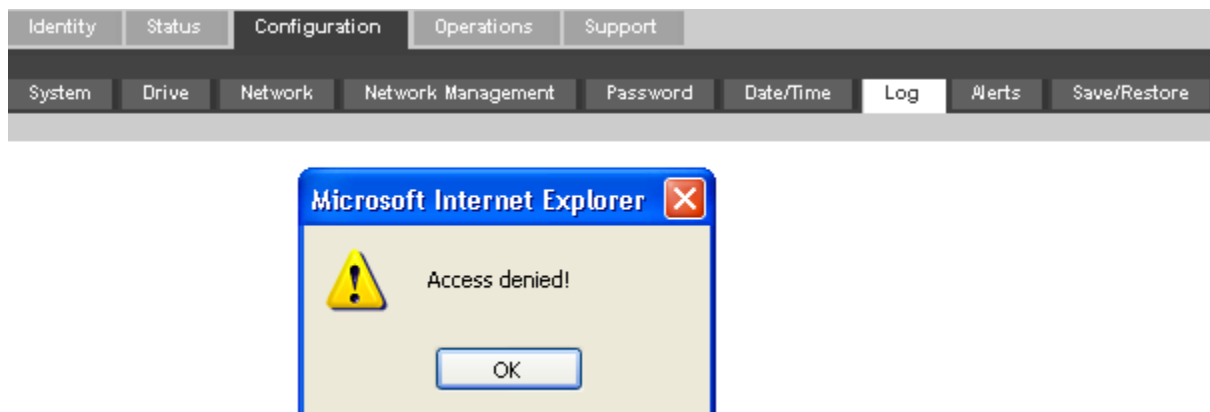 Identity Status Configuration Operations Support
System Drive Network Network Management Password Date/Time Log Alerts Save/Restore
Microsoft Internet Explorer
Access denied!
OK